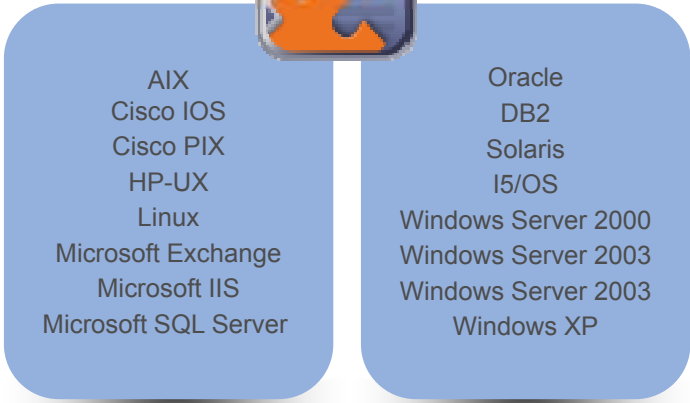 AIX
Cisco IOS
Cisco PIX
HP-UX
Linux
Microsoft Exchange
Microsoft IIS
Microsoft SQL Server
Oracle
DB2
Solaris
I5/OS
Windows Server 2000
Windows Server 2003
Windows Server 2003
Windows XP